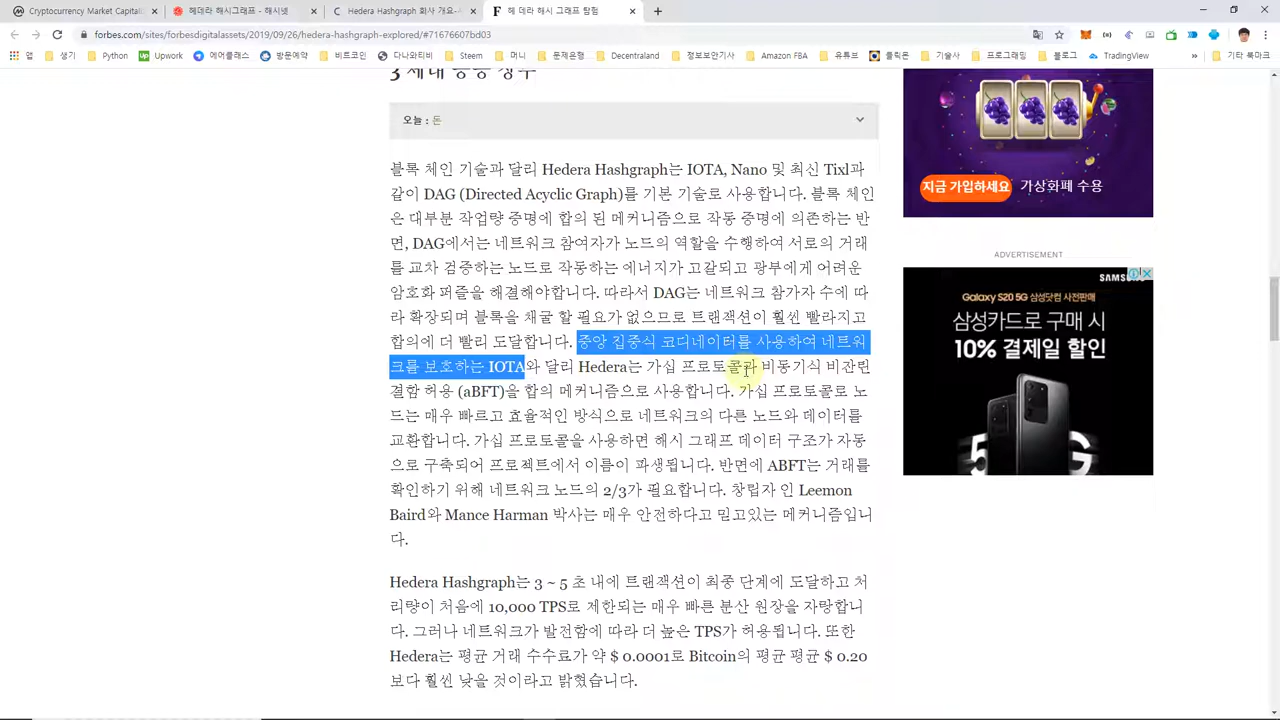 Cryptocurrency Market Capital
헤데라 해시그래프 - 해시넷
Hedera Hashgraph 회사 개요-
헤 데라 해시 그래프 탐험
forbes.com/sites/forbesdigitalassets/2019/09/26/hedera-hashgraph-explored/#71676607bd03
앱
생기
Python
Upwork
에어클래스
방문예약
비트코인
다나와티비
Steem
머니
문제은행
Decentraland
정보보안기사
Amazon FBA
유튜브
클릭몬
기술사
프로그래밍
블로그
TradingView
»
기타 북마크
오늘 : 돈
블록 체인 기술과 달리 Hedera Hashgraph는 IOTA, Nano 및 최신 Tixl과
같이 DAG (Directed Acyclic Graph)를 기본 기술로 사용합니다. 블록 체인
은 대부분 작업량 증명에 합의 된 메커니즘으로 작동 증명에 의존하는 반
면, DAG에서는 네트워크 참여자가 노드의 역할을 수행하여 서로의 거래
를 교차 검증하는 노드로 작동하는 에너지가 고갈되고 광부에게 어려운
암호와 퍼즐을 해결해야합니다. 따라서 DAG는 네트워크 참가자 수에 따
라 확장되며 블록을 채굴 할 필요가 없으므로 트랜잭션이 훨씬 빨라지고
합의에 더 빨리 도달합니다. 중앙 집중식 코디네이터를 사용하여 네트워
크를 보호하는 IOTA와 달리 Hedera는 가십 프로토콜과 비동기식 비잔틴
결함 허용 (aBFT)을 합의 메커니즘으로 사용합니다. 가십 프로토콜로 노
드는 매우 빠르고 효율적인 방식으로 네트워크의 다른 노드와 데이터를
교환합니다. 가십 프로토콜을 사용하면 해시 그래프 데이터 구조가 자동
으로 구축되어 프로젝트에서 이름이 파생됩니다. 반면에 ABFT는 거래를
확인하기 위해 네트워크 노드의 2/3가 필요합니다. 창립자 인 Leemon
Baird와 Mance Harman 박사는 매우 안전하다고 믿고있는 메커니즘입니
다.
Hedera Hashgraph는 3 ~ 5 초 내에 트랜잭션이 최종 단계에 도달하고 처
리량이 처음에 10,000 TPS로 제한되는 매우 빠른 분산 원장을 자랑합니
다. 그러나 네트워크가 발전함에 따라 더 높은 TPS가 허용됩니다. 또한
Hedera는 평균 거래 수수료가 약 $ 0.0001로 Bitcoin의 평균 평균 $ 0.20
보다 훨씬 낮을 것이라고 밝혔습니다.
지금 가입하세요
가상화폐 수용
ADVERTISEMENT
SAMSUNG
Galaxy S20 5G 삼성닷컴 사전판매
삼성카드로 구매 시
10% 결제일 할인
5G